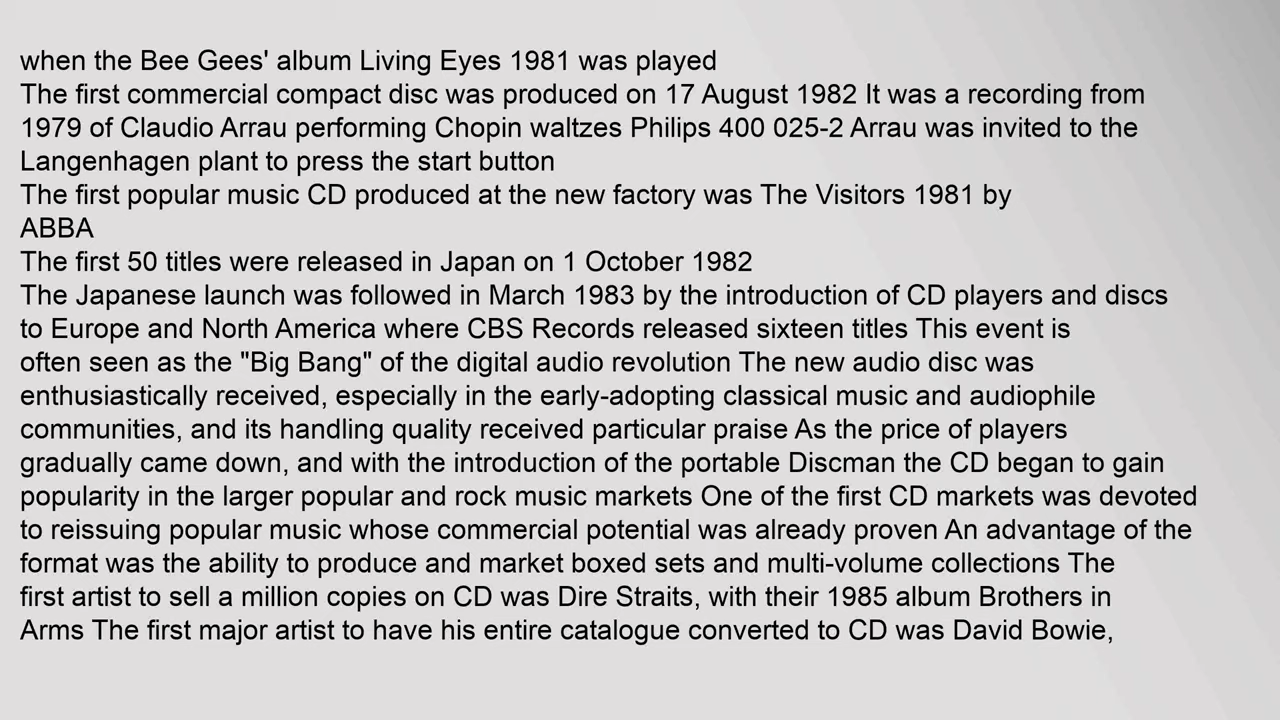 when the Bee Gees' album Living Eyes 1981 was played
The first commercial compact disc was produced on 17 August 1982 It was a recording from
1979 of Claudio Arrau performing Chopin waltzes Philips 400 025-2 Arrau was invited to the
Langenhagen plant to press the start button
The first popular music CD produced at the new factory was The Visitors 1981 by
ABBA
The first 50 titles were released in Japan on 1 October 1982
The Japanese launch was followed in March 1983 by the introduction of CD players and discs
to Europe and North America where CBS Records released sixteen titles This event is
often seen as the "Big Bang" of the digital audio revolution The new audio disc was
enthusiastically received, especially in the early-adopting classical music and audiophile
communities, and its handling quality received particular praise As the price of players
gradually came down, and with the introduction of the portable Discman the CD began to gain
popularity in the larger popular and rock music markets One of the first CD markets was devoted
to reissuing popular music whose commercial potential was already proven An advantage of the
format was the ability to produce and market boxed sets and multi-volume collections The
first artist to sell a million copies on CD was Dire Straits, with their 1985 album Brothers in
Arms The first major artist to have his entire catalogue converted to CD was David Bowie,